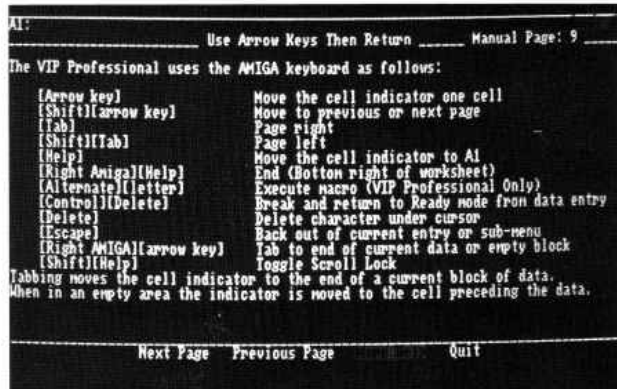 A1:
Use Arrow Keys Then Return Manual Page: 9
The VIP Professional uses the AMIGA keyboard as follows:
[Arrow key] Move the cell indicator one cell
[Shift][arrow key] Move to previous or next page
[Tab] Page right
[Shift][Tab] Page left
[Help] Move the cell indicator to A1
[Right Amiga][Help] End (Bottom right of worksheet)
[Alternate][letter] Execute macro (VIP Professional Only)
[Control][Delete] Break and return to Ready mode from data entry
[Delete] Delete character under cursor
[Escape] Back out of current entry or sub-menu
[Right AMIGA][arrow key] Tab to end of current data or empty block
[Shift][Help] Toggle Scroll Lock
Tabbing moves the cell indicator to the end of a current block of data.
When in an empty area the indicator is moved to the cell preceding the data.
Next Page Previous Page Quit